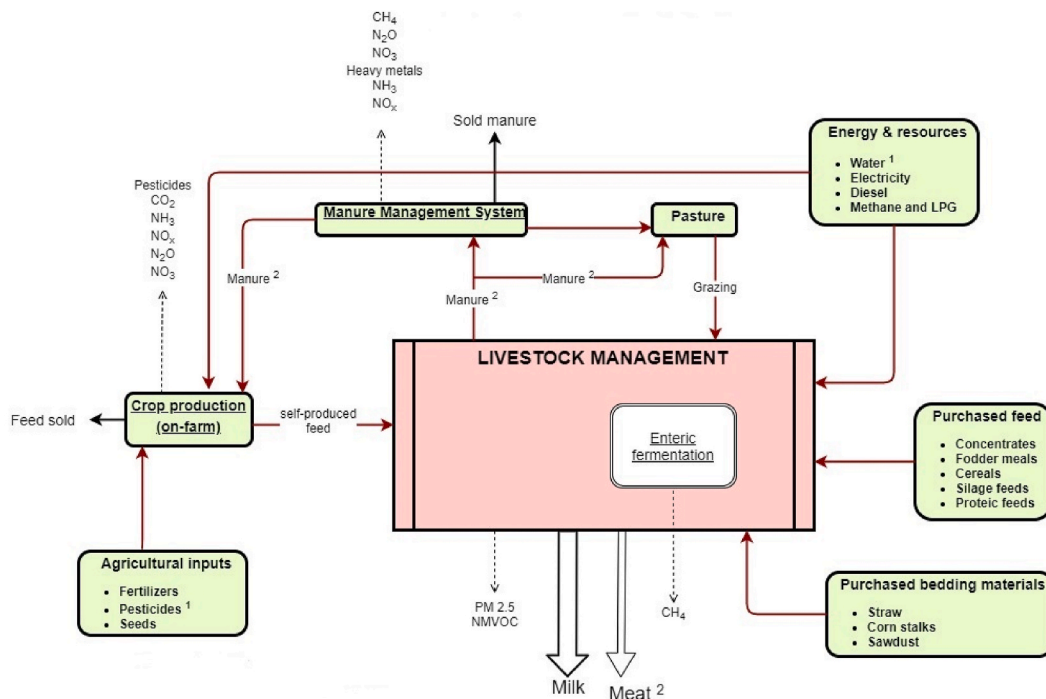 CH₄
N₂O
NO₃
Heavy metals
NH₃
NOₓ
Sold manure
Energy & resources
• Water ¹
• Electricity
• Diesel
• Methane and LPG
Pesticides
CO₂
NH₃
NOₓ
N₂O
NO₃
Manure Management System
Pasture
Manure ²
Manure ²
Manure ²
Grazing
LIVESTOCK MANAGEMENT
Feed sold
Crop production
(on-farm)
self-produced
feed
Enteric
fermentation
Purchased feed
• Concentrates
• Fodder meals
• Cereals
• Silage feeds
• Proteic feeds
Agricultural inputs
• Fertilizers
• Pesticides ¹
• Seeds
PM 2.5
NMVOC
CH₄
Purchased bedding materials
• Straw
• Corn stalks
• Sawdust
Milk
Meat ²